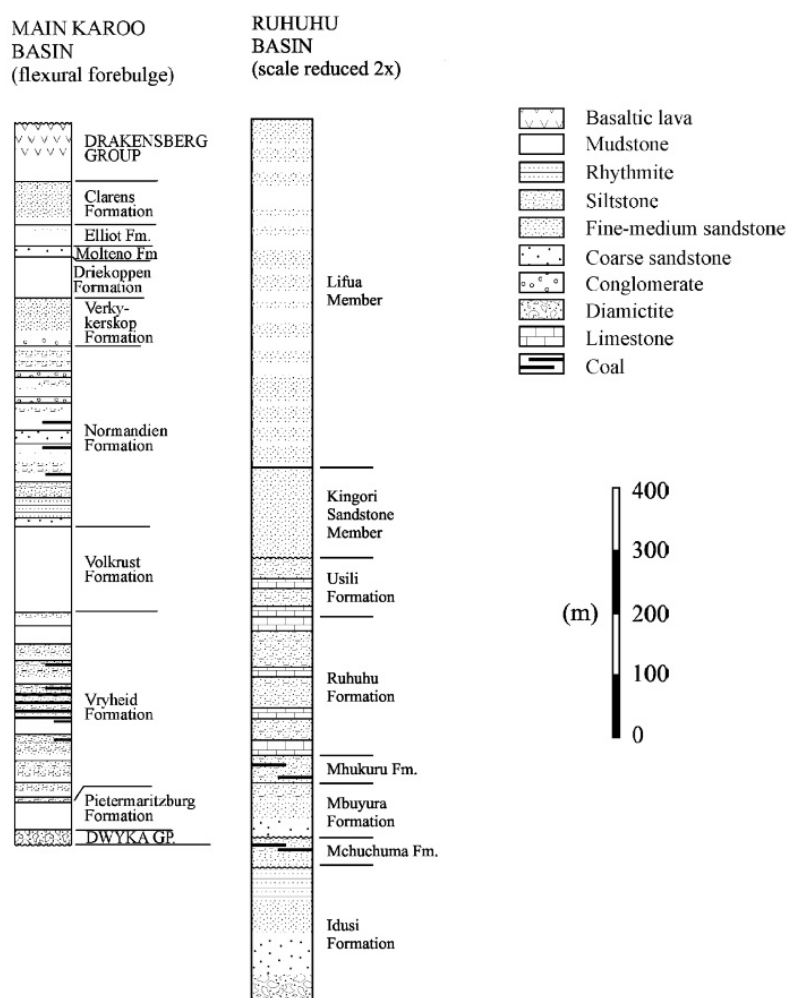 MAIN KAROO
BASIN
(flexural forebulge)
DRAKENSBERG
GROUP
Clarens
Formation
Elliot Fm.
Molteno Fm
Driekoppen
Formation
Verky-
kerskop
Formation
Normandien
Formation
Volkrust
Formation
Vryheid
Formation
Pietermaritzburg
Formation
DWYKA GP.
RUHUHU
BASIN
(scale reduced 2x)
Lifua
Member
Kingori
Sandstone
Member
Usili
Formation
Ruhuhu
Formation
Mhukuru Fm.
Mbuyura
Formation
Mchuchuma Fm.
Idusi
Formation
Basaltic lava
Mudstone
Rhythmite
Siltstone
Fine-medium sandstone
Coarse sandstone
Conglomerate
Diamictite
Limestone
Coal
400
300
(m) 200
100
0